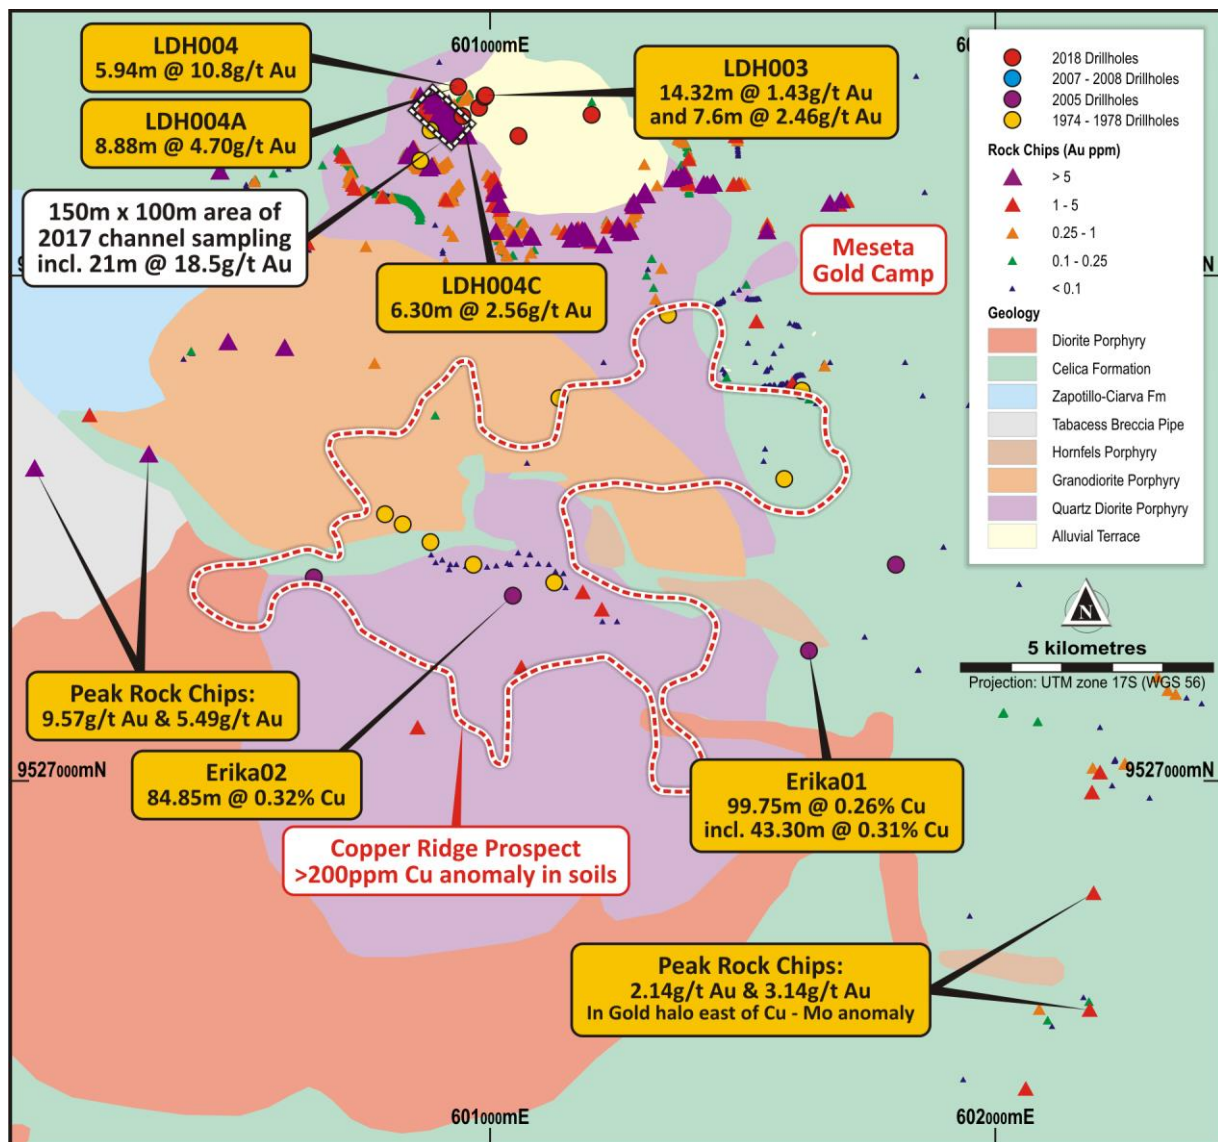 601000mE
LDH004
5.94m @ 10.8g/t Au
LDH004A
8.88m @ 4.70g/t Au
150m x 100m area of
2017 channel sampling
incl. 21m @ 18.5g/t Au
LDH003
14.32m @ 1.43g/t Au
and 7.6m @ 2.46g/t Au
LDH004C
6.30m @ 2.56g/t Au
Meseta
Gold Camp
2018 Drillholes
2007 - 2008 Drillholes
2005 Drillholes
1974 - 1978 Drillholes
Rock Chips (Au ppm)
> 5
1 - 5
0.25 - 1
0.1 - 0.25
< 0.1
Geology
Diorite Porphyry
Celica Formation
Zapotillo-Ciarva Fm
Tabacess Breccia Pipe
Hornfels Porphyry
Granodiorite Porphyry
Quartz Diorite Porphyry
Alluvial Terrace
N
5 kilometres
Projection: UTM zone 17S (WGS 56)
Peak Rock Chips:
9.57g/t Au & 5.49g/t Au
Erika02
84.85m @ 0.32% Cu
Erika01
99.75m @ 0.26% Cu
incl. 43.30m @ 0.31% Cu
9527000mN
9527000mN
Copper Ridge Prospect
>200ppm Cu anomaly in soils
Peak Rock Chips:
2.14g/t Au & 3.14g/t Au
In Gold halo east of Cu - Mo anomaly
601000mE
602000mE